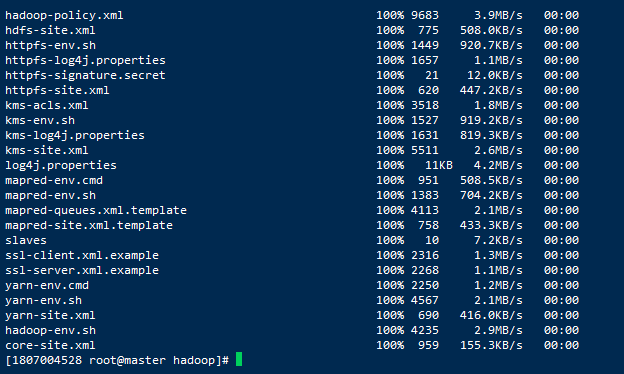 hadoop-policy.xml 100% 9683 3.9MB/s 00:00
hdfs-site.xml 100% 775 508.0KB/s 00:00
httpfs-env.sh 100% 1449 920.7KB/s 00:00
httpfs-log4j.properties 100% 1657 1.1MB/s 00:00
httpfs-signature.secret 100% 21 12.0KB/s 00:00
httpfs-site.xml 100% 620 447.2KB/s 00:00
kms-acls.xml 100% 3518 1.8MB/s 00:00
kms-env.sh 100% 1527 919.2KB/s 00:00
kms-log4j.properties 100% 1631 819.3KB/s 00:00
kms-site.xml 100% 5511 2.6MB/s 00:00
log4j.properties 100% 11KB 4.2MB/s 00:00
mapred-env.cmd 100% 951 508.5KB/s 00:00
mapred-env.sh 100% 1383 704.2KB/s 00:00
mapred-queues.xml.template 100% 4113 2.1MB/s 00:00
mapred-site.xml.template 100% 758 433.3KB/s 00:00
slaves 100% 10 7.2KB/s 00:00
ssl-client.xml.example 100% 2316 1.3MB/s 00:00
ssl-server.xml.example 100% 2268 1.1MB/s 00:00
yarn-env.cmd 100% 2250 1.2MB/s 00:00
yarn-env.sh 100% 4567 2.1MB/s 00:00
yarn-site.xml 100% 690 416.0KB/s 00:00
hadoop-env.sh 100% 4235 2.9MB/s 00:00
core-site.xml 100% 959 155.3KB/s 00:00
[1807004528 root@master hadoop]#